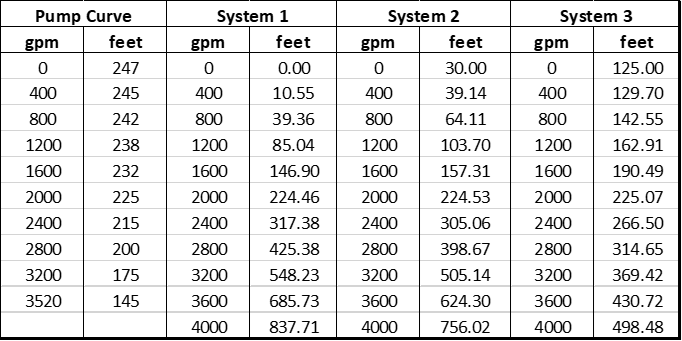 Pump Curve System 1 System 2 System 3
gpm feet gpm feet gpm feet gpm feet
0 247 0 0.00 0 30.00 0 125.00
400 245 400 10.55 400 39.14 400 129.70
800 242 800 39.36 800 64.11 800 142.55
1200 238 1200 85.04 1200 103.70 1200 162.91
1600 232 1600 146.90 1600 157.31 1600 190.49
2000 225 2000 224.46 2000 224.53 2000 225.07
2400 215 2400 317.38 2400 305.06 2400 266.50
2800 200 2800 425.38 2800 398.67 2800 314.65
3200 175 3200 548.23 3200 505.14 3200 369.42
3520 145 3600 685.73 3600 624.30 3600 430.72
4000 837.71 4000 756.02 4000 498.48